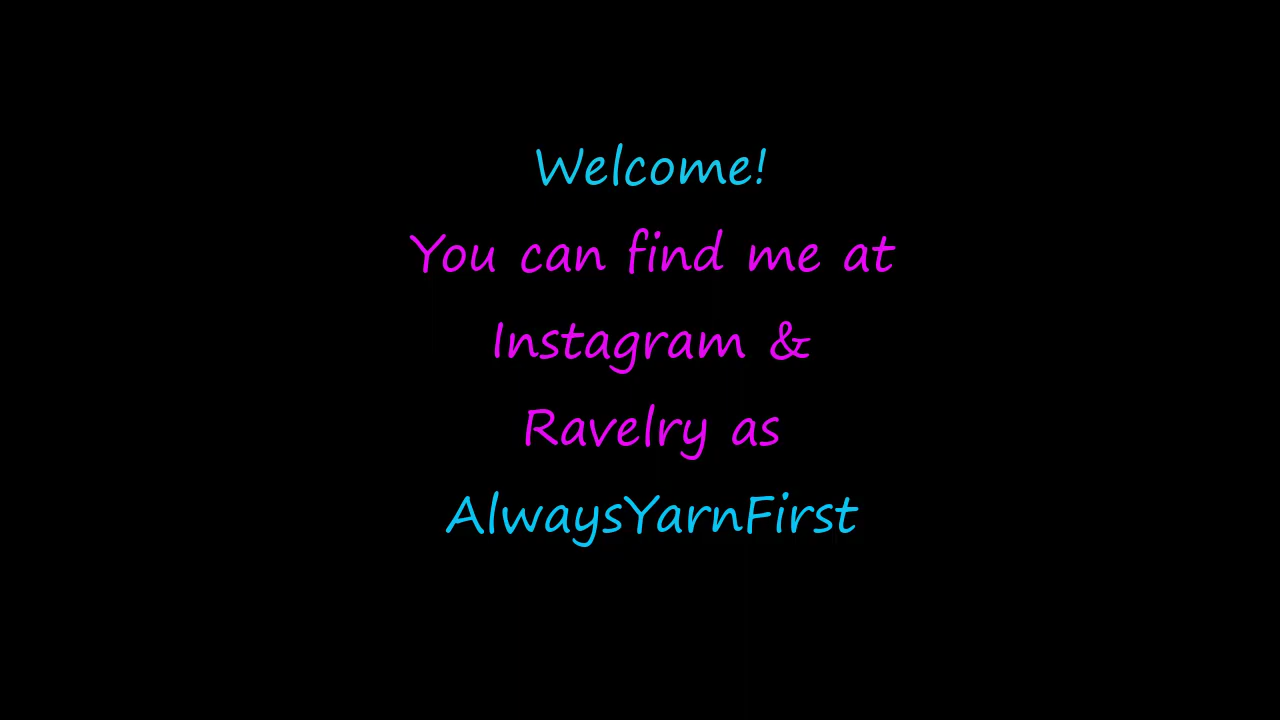 Welcome!
You can find me at
Instagram &
Ravelry as
AlwaysYarnFirst